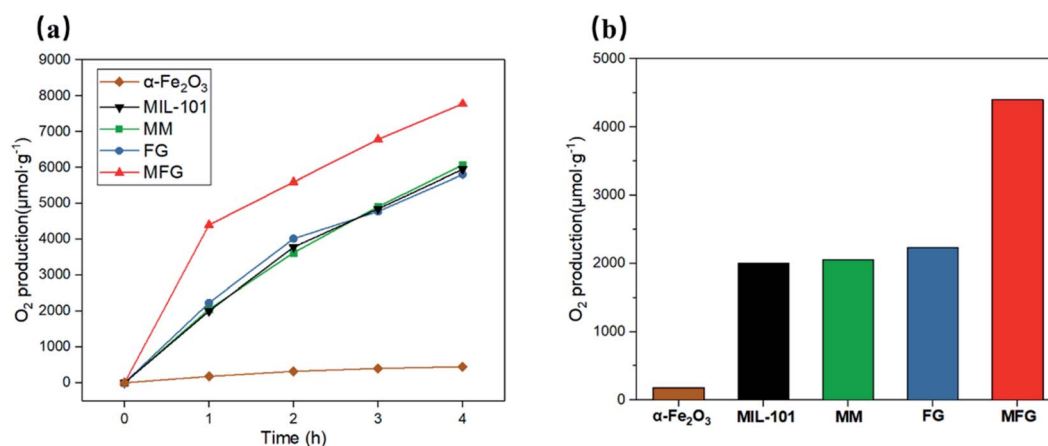 (a)
O₂ production(μmol·g⁻¹)
9000
8000
7000
6000
5000
4000
3000
2000
1000
0
α-Fe₂O₃
MIL-101
MM
FG
MFG
0 1 2 3 4
Time (h)
(b)
O₂ production(μmol·g⁻¹)
5000
4000
3000
2000
1000
0
α-Fe₂O₃ MIL-101 MM FG MFG